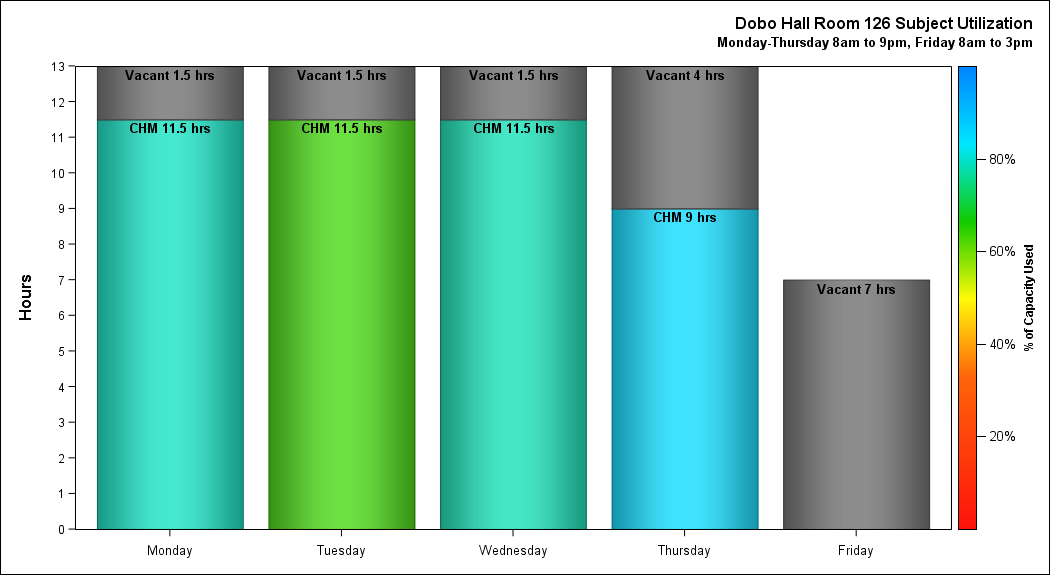 Dobo Hall Room 126 Subject Utilization
Monday-Thursday 8am to 9pm, Friday 8am to 3pm
Hours
13
12
11
10
9
8
7
6
5
4
3
2
1
0
Vacant 1.5 hrs
CHM 11.5 hrs
Vacant 1.5 hrs
CHM 11.5 hrs
Vacant 1.5 hrs
CHM 11.5 hrs
Vacant 4 hrs
CHM 9 hrs
Vacant 7 hrs
Monday
Tuesday
Wednesday
Thursday
Friday
80%
60%
40%
20%
% of Capacity Used